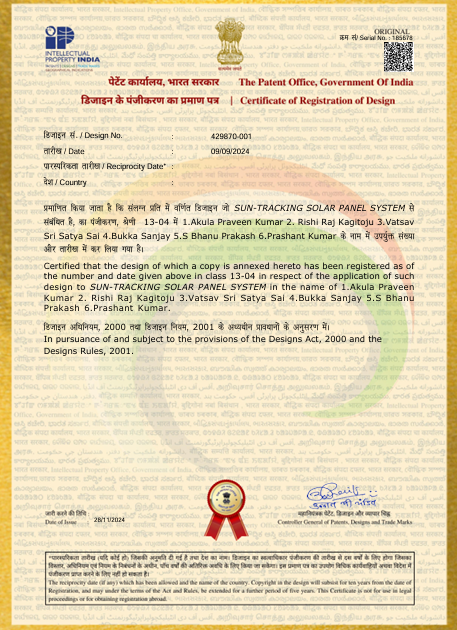 ORIGINAL
क्रम सं/ Serial No. : 185678
INTELLECTUAL
PROPERTY INDIA
पेटेंट कार्यालय, भारत सरकार The Patent Office, Government Of India
डिजाइन के पंजीकरण का प्रमाण पत्र | Certificate of Registration of Design
डिजाइन सं. / Design No. : 429870-001
तारीख / Date : 09/09/2024
पारस्परिकता तारीख / Reciprocity Date* :
देश / Country :
प्रमाणित किया जाता है कि संलग्न प्रति में वर्णित डिजाइन जो SUN-TRACKING SOLAR PANEL SYSTEM से
संबंधित है, का पंजीकरण, श्रेणी 13-04 में 1.Akula Praveen Kumar 2. Rishi Raj Kagitoju 3.Vatsav
Sri Satya Sai 4.Bukka Sanjay 5.S Bhanu Prakash 6.Prashant Kumar के नाम में उपर्युक्त संख्या
और तारीख में कर लिया गया है।
Certified that the design of which a copy is annexed hereto has been registered as of
the number and date given above in class 13-04 in respect of the application of such
design to SUN-TRACKING SOLAR PANEL SYSTEM in the name of 1.Akula Praveen
Kumar 2. Rishi Raj Kagitoju 3.Vatsav Sri Satya Sai 4.Bukka Sanjay 5.S Bhanu
Prakash 6.Prashant Kumar.
डिजाइन अधिनियम, 2000 तथा डिजाइन नियम, 2001 के अध्यधीन प्रावधानों के अनुसरण में।
In pursuance of and subject to the provisions of the Designs Act, 2000 and the
Designs Rules, 2001.
जारी करने की तिथि :
Date of Issue 28/11/2024
महानियंत्रक पेटेंट, डिजाइन और व्यापार चिह्न
Controller General of Patents, Designs and Trade Marks
*पारस्परिकता तारीख (यदि कोई हो) जिसकी अनुमति दी गई है तथा देश का नाम। डिजाइन का स्वत्वाधिकार पंजीकरण की तारीख से दस वर्षों के लिए होगा जिसका
विस्तार, अधिनियम एवं नियम के निबंधनों के अधीन, पाँच वर्षों की अतिरिक्त अवधि के लिए किया जा सकेगा। इस प्रमाण पत्र का उपयोग विधिक कार्यवाहियों अथवा विदेश में
पंजीकरण प्राप्त करने के लिए नहीं हो सकता है।
The reciprocity date (if any) which has been allowed and the name of the country. Copyright in the design will subsist for ten years from the date of
Registration, and may under the terms of the Act and Rules, be extended for a further period of five years. This Certificate is not for use in legal
proceedings or for obtaining registration abroad.